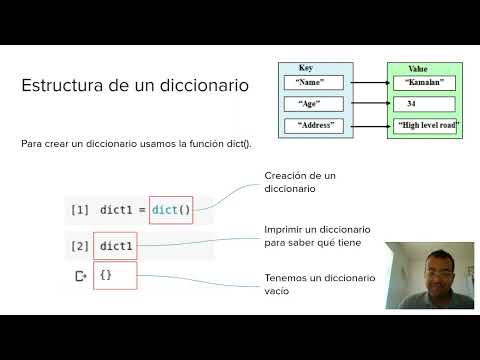 Estructura de un diccionario
Key
Value
"Name"
"Kamalan"
"Age"
34
"Address"
"High level road"
Para crear un diccionario usamos la función dict().
Creación de un
diccionario
[1] dict1 = dict()
Imprimir un diccionario
para saber qué tiene
[2] dict1
{}
Tenemos un diccionario
vacío